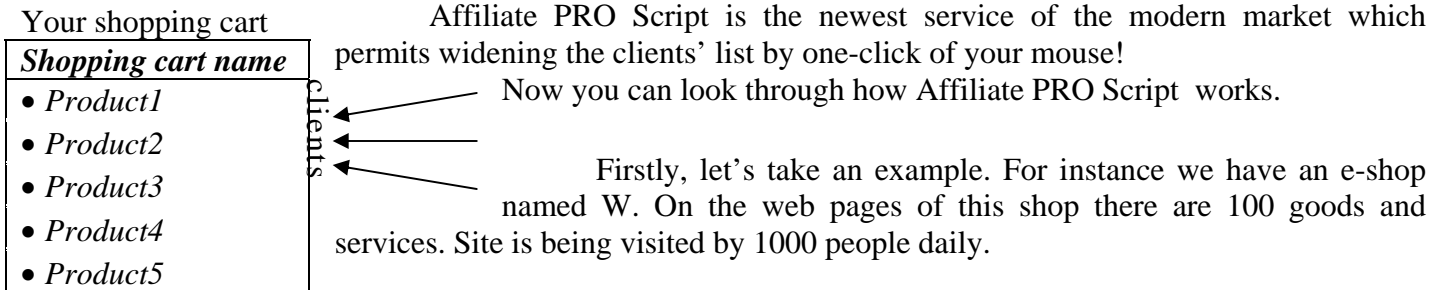 Your shopping cart
Shopping cart name
• Product1
• Product2
• Product3
• Product4
• Product5
clients
Affiliate PRO Script is the newest service of the modern market which
permits widening the clients’ list by one-click of your mouse!
Now you can look through how Affiliate PRO Script works.
Firstly, let’s take an example. For instance we have an e-shop
named W. On the web pages of this shop there are 100 goods and
services. Site is being visited by 1000 people daily.